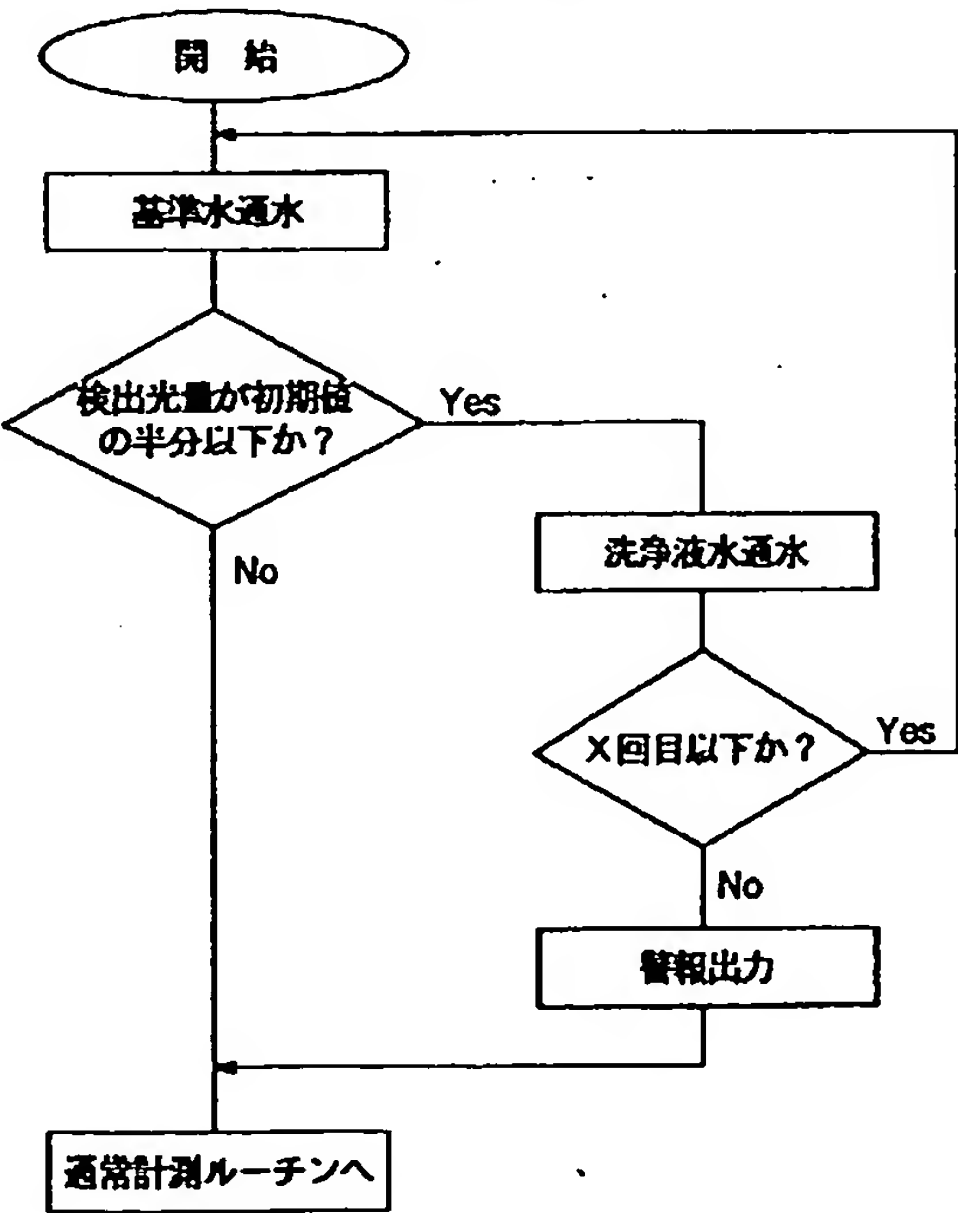 開 始
基準水通水
検出光量が初期値
の半分以下か？
Yes
No
洗浄液水通水
X回目以下か？
Yes
No
警報出力
通常計測ルーチンへ